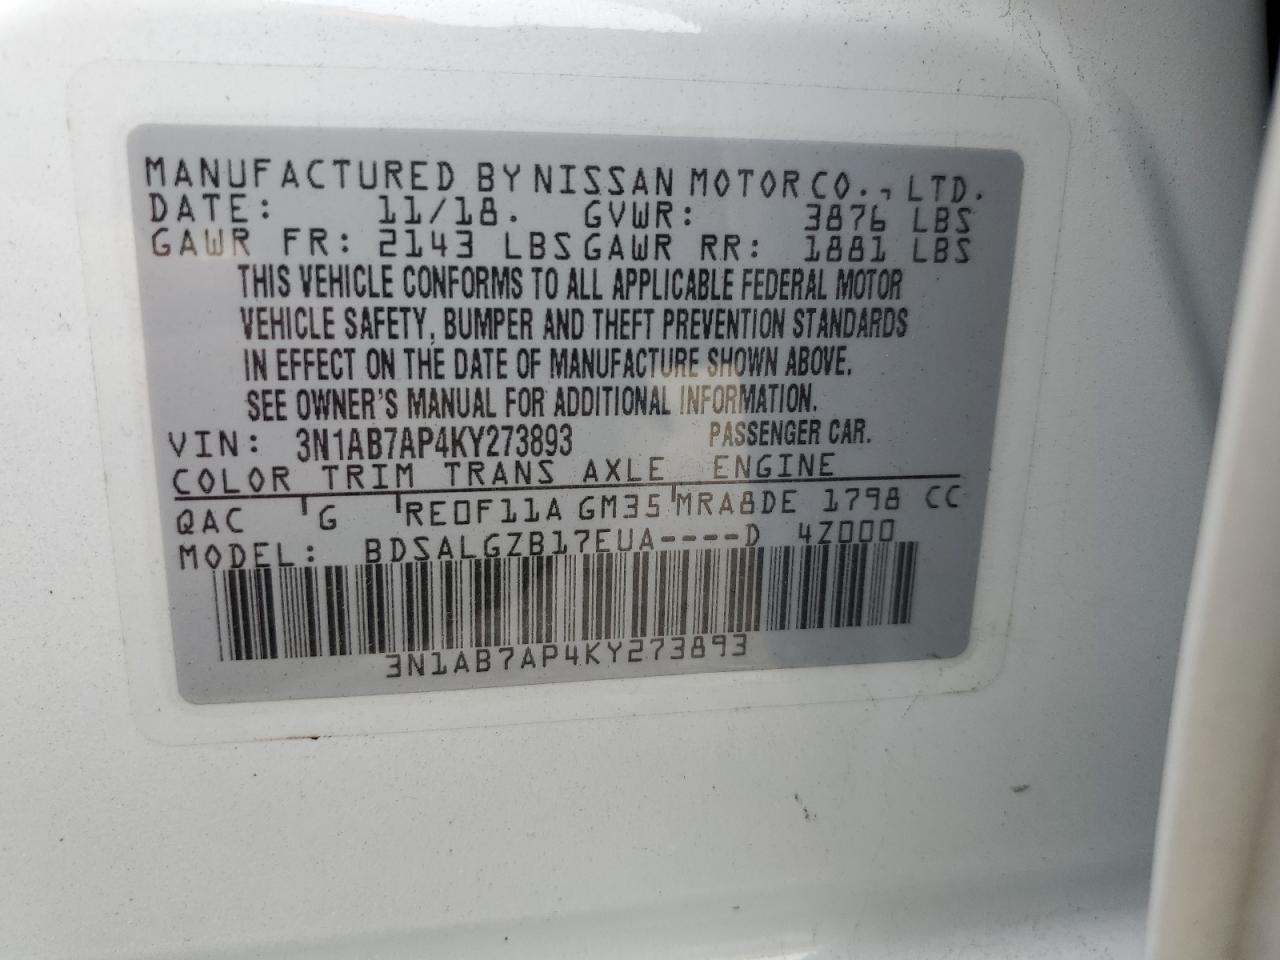 MANUFACTURED BY NISSAN MOTOR CO., LTD.
DATE: 11/18. GVWR: 3876 LBS
GAWR FR: 2143 LBS GAWR RR: 1881 LBS
THIS VEHICLE CONFORMS TO ALL APPLICABLE FEDERAL MOTOR
VEHICLE SAFETY, BUMPER AND THEFT PREVENTION STANDARDS
IN EFFECT ON THE DATE OF MANUFACTURE SHOWN ABOVE.
SEE OWNER'S MANUAL FOR ADDITIONAL INFORMATION.
VIN: 3N1AB7AP4KY273893 PASSENGER CAR.
COLOR TRIM TRANS AXLE ENGINE
QAC G RE0F11A GM35 MRA8DE 1798 CC
MODEL: BDSALGZB17EUA----D 4Z000
3N1AB7AP4KY273893